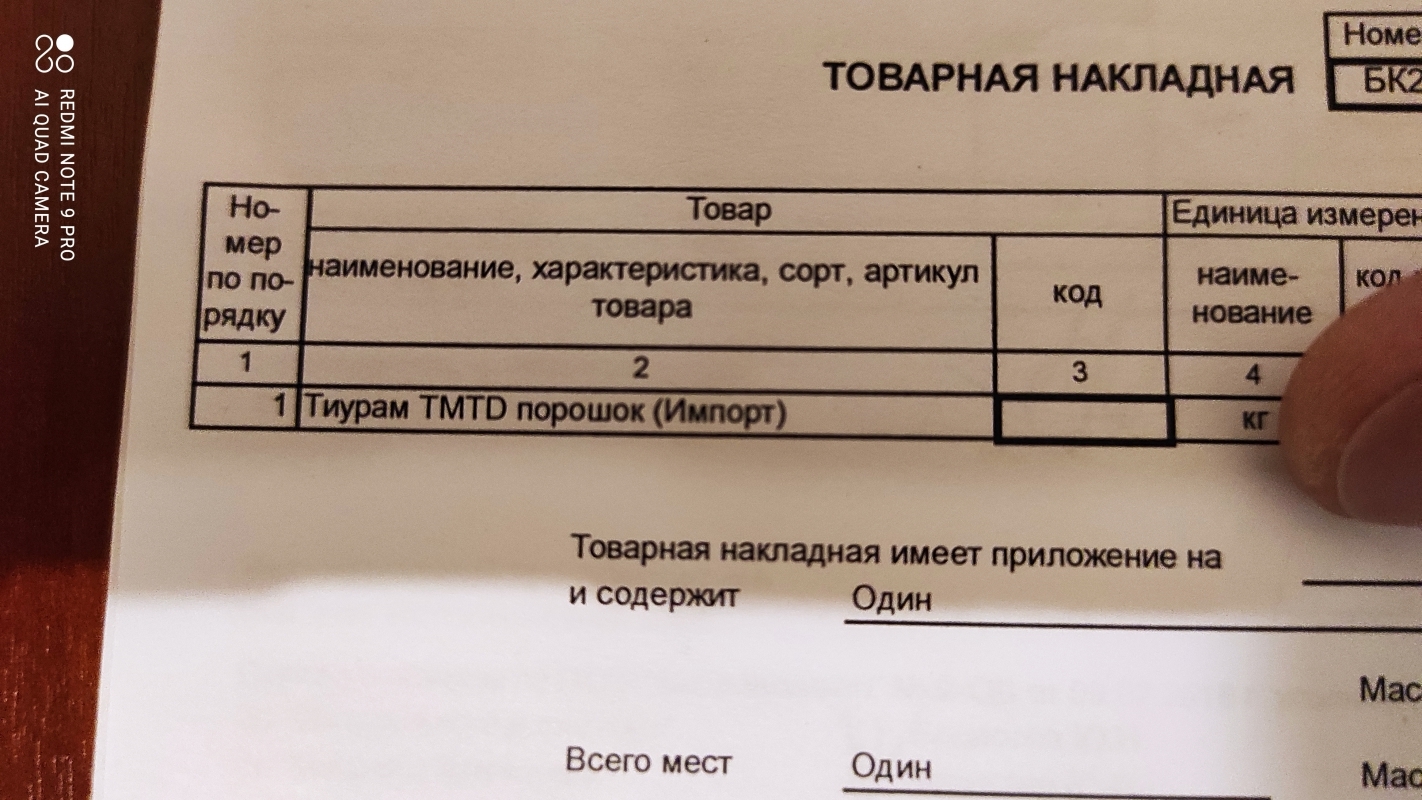 Номе
ТОВАРНАЯ НАКЛАДНАЯ
БК2
Но-
мер
по по-
рядку
Товар
Единица измерен
наименование, характеристика, сорт, артикул
товара
код
наиме-
нование
код
1
2
3
4
1
Тиурам TMTD порошок (Импорт)
кг
Товарная накладная имеет приложение на
и содержит
Один
Мас
Всего мест
Один
Мас
REDMI NOTE 9 PRO
AI QUAD CAMERA